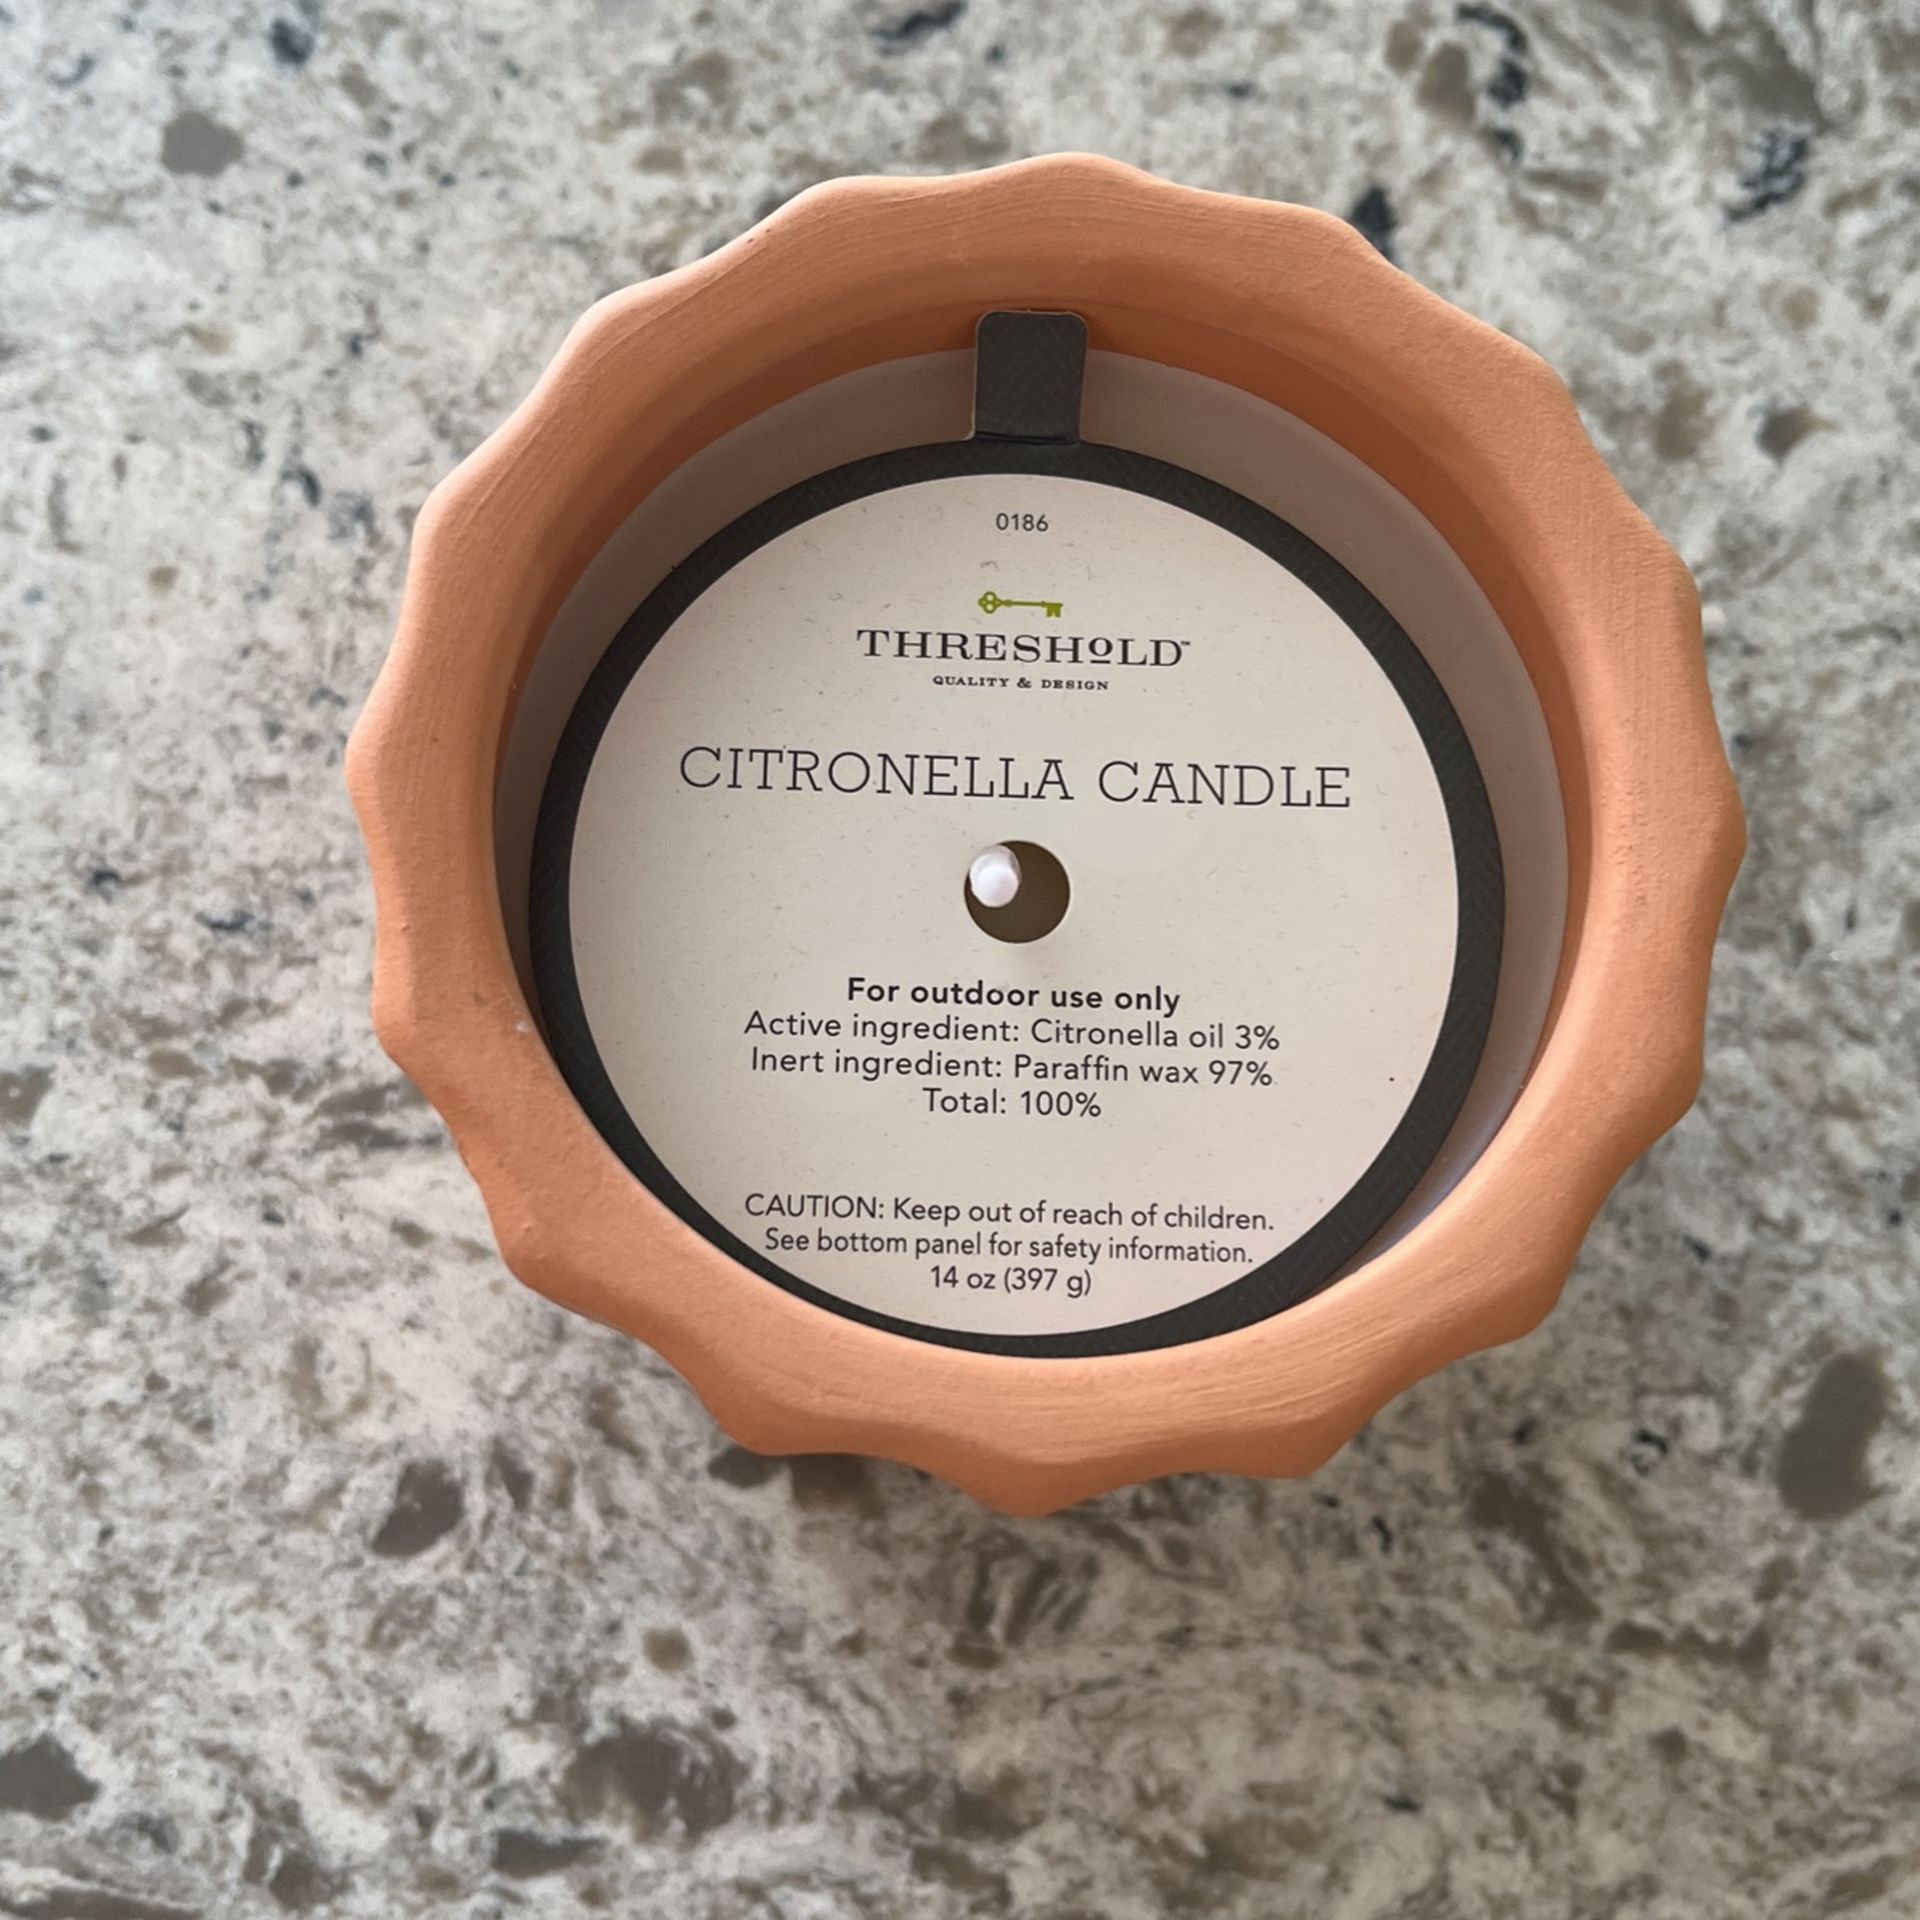 0186
THRESHOLD™
QUALITY & DESIGN
CITRONELLA CANDLE
For outdoor use only
Active ingredient: Citronella oil 3%
Inert ingredient: Paraffin wax 97%
Total: 100%
CAUTION: Keep out of reach of children.
See bottom panel for safety information.
14 oz (397 g)